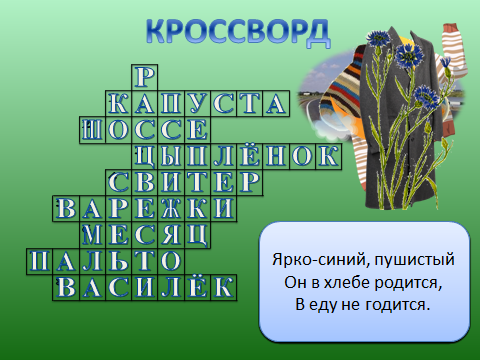 КРОССВОРД
Р
КАПУСТА
ШОССЕ
ЦЫПЛЁНОК
СВИТЕР
ВАРЕЖКИ
МЕСЯЦ
ПАЛЬТО
ВАСИЛЁК
Ярко-синий, пушистый
Он в хлебе родится,
В еду не годится.